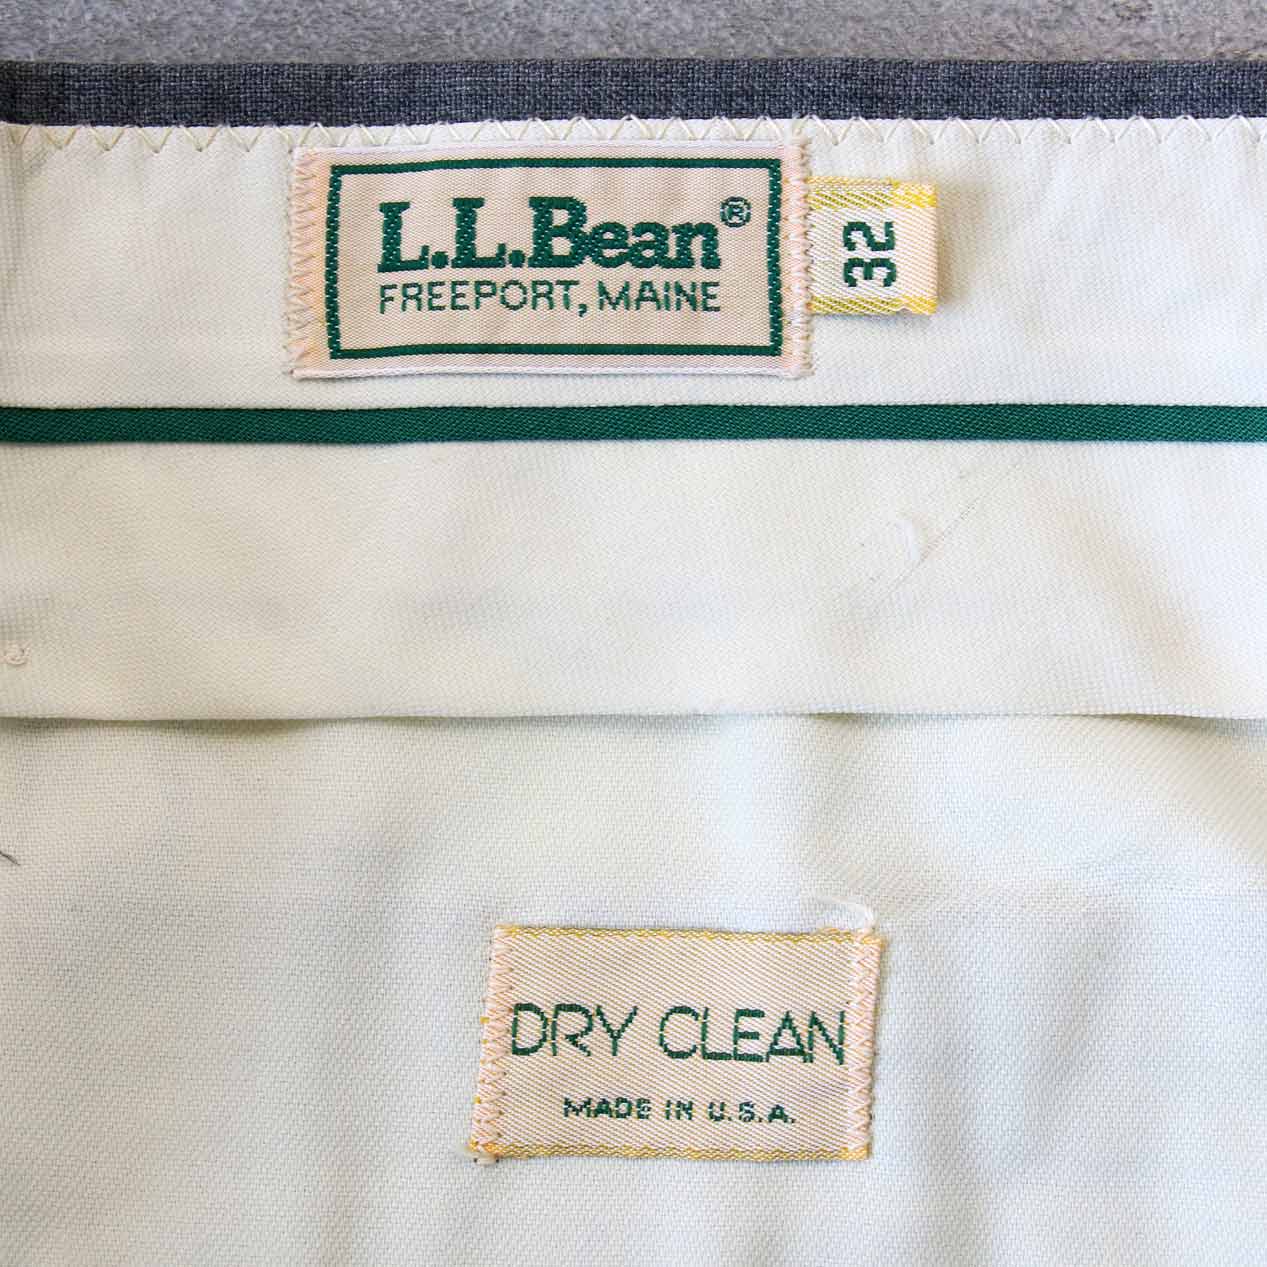 L.L.Bean®
FREEPORT, MAINE
32
DRY CLEAN
MADE IN U.S.A.